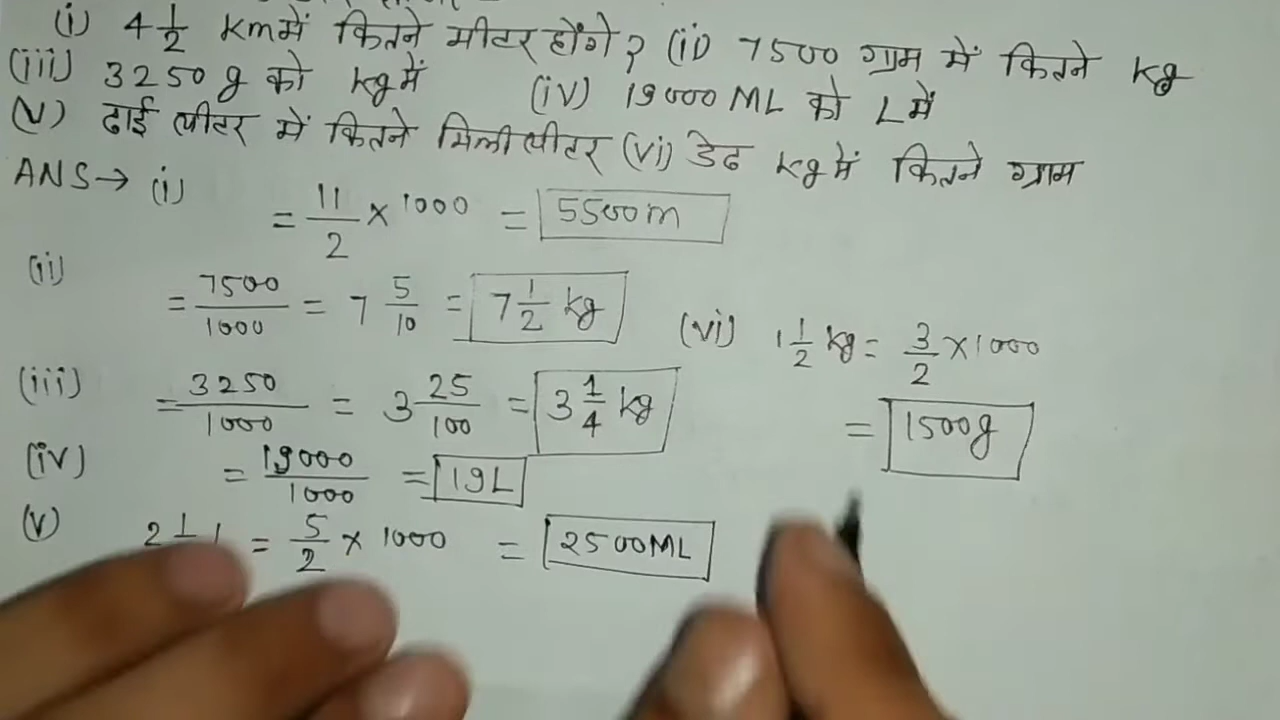 (i) 4 1/2 Km में कितने मीटर होंगे ? (ii) 7500 ग्राम में कितने kg
(iii) 3250 g को kg में (iv) 19000 ML को L में
(V) ढाई लीटर में कितने मिलीलीटर (vi) डेढ kg में कितने ग्राम
ANS→ (i)
= 11/2 × 1000 = 5500m
(ii)
= 7500/1000 = 7 5/10 = 7 1/2 kg
(iii)
= 3250/1000 = 3 25/100 = 3 1/4 kg
(iv)
= 19000/1000 = 19L
(v)
2 1 = 5/2 × 1000 = 2500ML
(vi) 1 1/2 kg = 3/2 × 1000
= 1500g